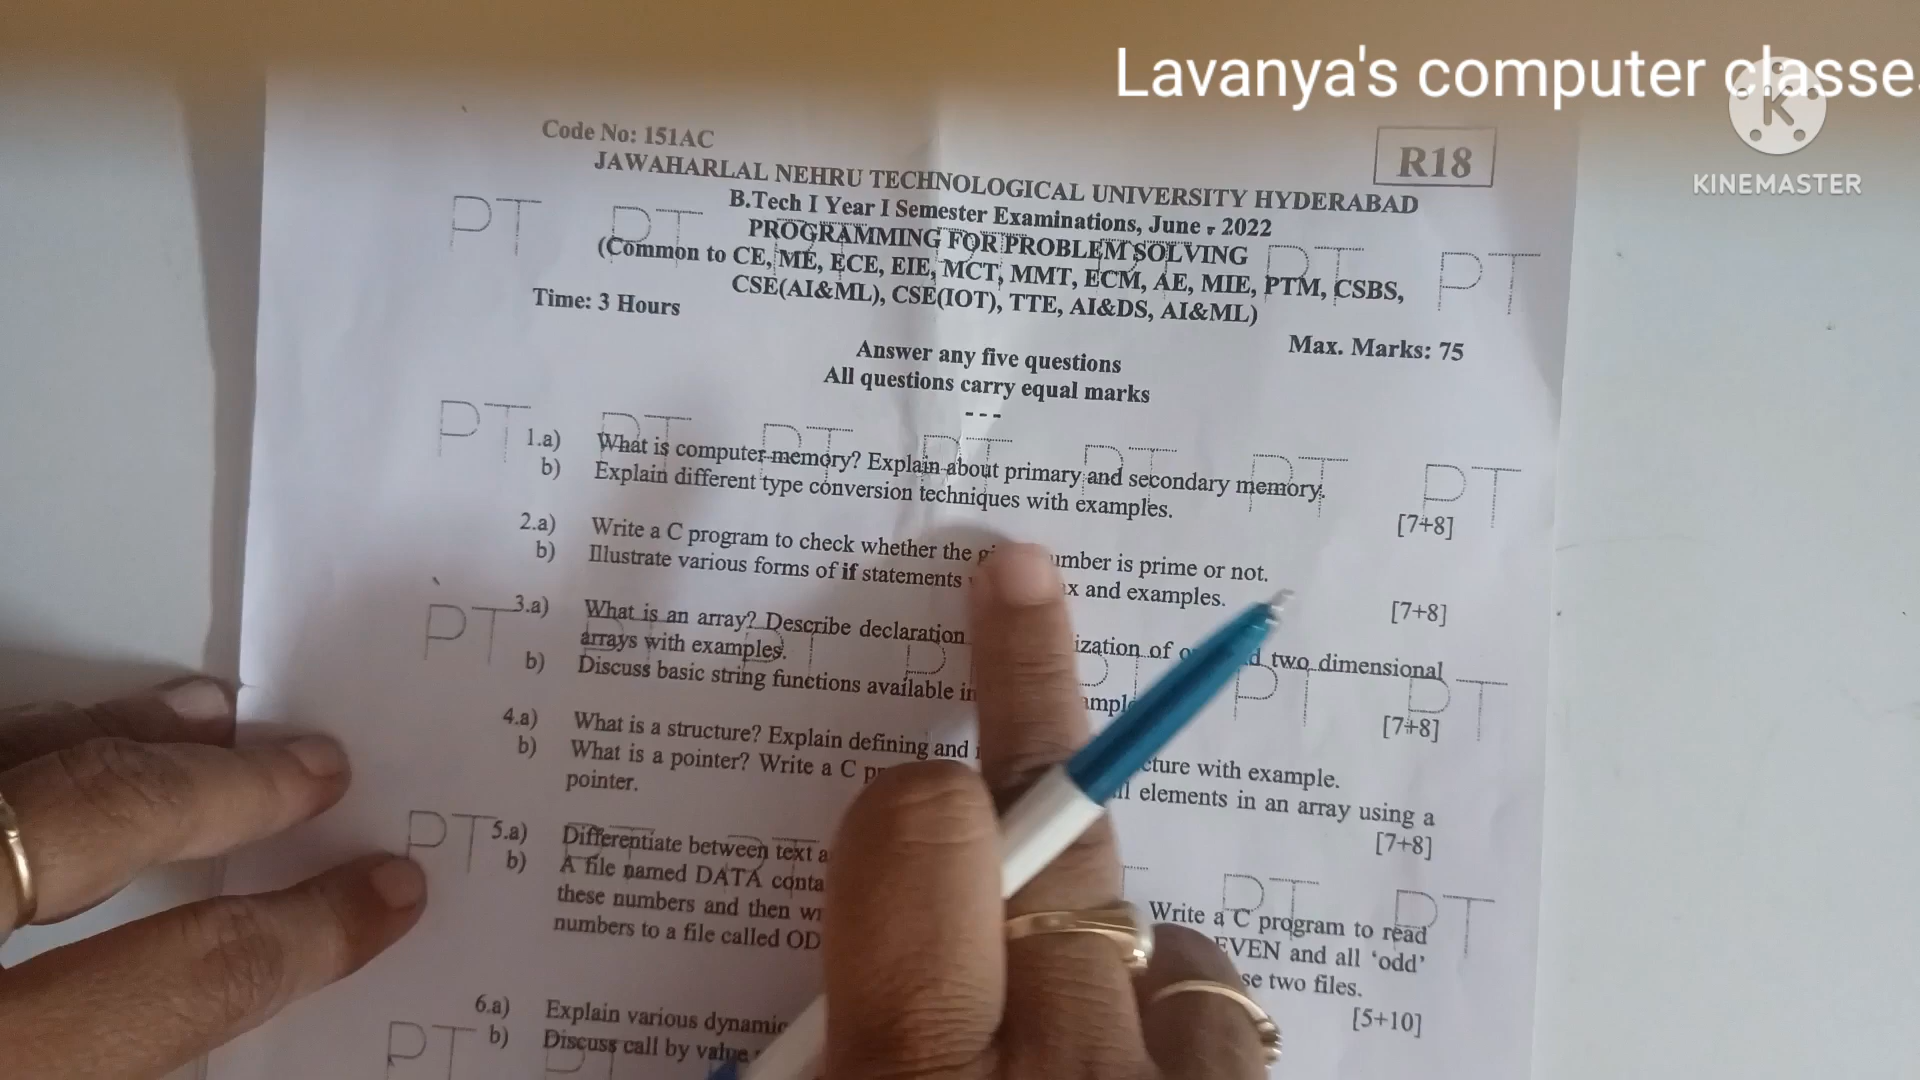 Lavanya's computer classe
KINEMASTER
Code No: 151AC
R18
JAWAHARLAL NEHRU TECHNOLOGICAL UNIVERSITY HYDERABAD
B.Tech I Year I Semester Examinations, June - 2022
PROGRAMMING FOR PROBLEM SOLVING
(Common to CE, ME, ECE, EIE, MCT, MMT, ECM, AE, MIE, PTM, CSBS,
CSE(AI&ML), CSE(IOT), TTE, AI&DS, AI&ML)
Time: 3 Hours
Max. Marks: 75
Answer any five questions
All questions carry equal marks
---
1.a) What is computer memory? Explain about primary and secondary memory.
b) Explain different type conversion techniques with examples.
[7+8]
2.a) Write a C program to check whether the umber is prime or not.
b) Illustrate various forms of if statements x and examples.
[7+8]
3.a) What is an array? Describe declaration ization of two dimensional
arrays with examples.
b) Discuss basic string functions available in
[7+8]
4.a) What is a structure? Explain defining and cture with example.
b) What is a pointer? Write a C elements in an array using a
pointer.
[7+8]
5.a) Differentiate between text
b) A file named DATA conta Write a C program to read
these numbers and then EVEN and all 'odd'
numbers to a file called OD se two files.
[5+10]
6.a) Explain various dynamic
b) Discuss call by value